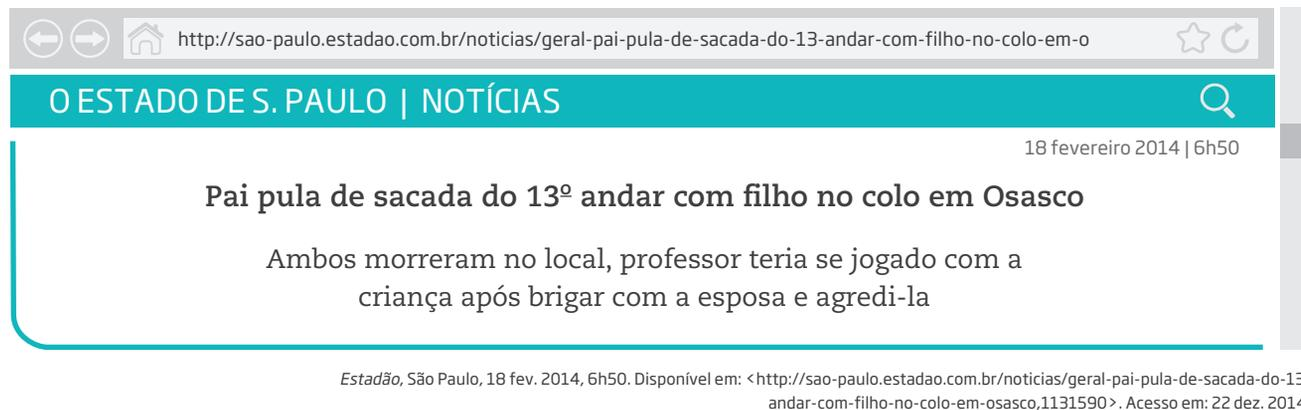 http://sao-paulo.estadao.com.br/noticias/geral-pai-pula-de-sacada-do-13-andar-com-filho-no-colo-em-o
O ESTADO DE S. PAULO | NOTÍCIAS
18 fevereiro 2014 | 6h50
Pai pula de sacada do 13º andar com filho no colo em Osasco
Ambos morreram no local, professor teria se jogado com a
criança após brigar com a esposa e agredi-la
Estadão, São Paulo, 18 fev. 2014, 6h50. Disponível em: <http://sao-paulo.estadao.com.br/noticias/geral-pai-pula-de-sacada-do-13
andar-com-filho-no-colo-em-osasco,1131590>. Acesso em: 22 dez. 2014